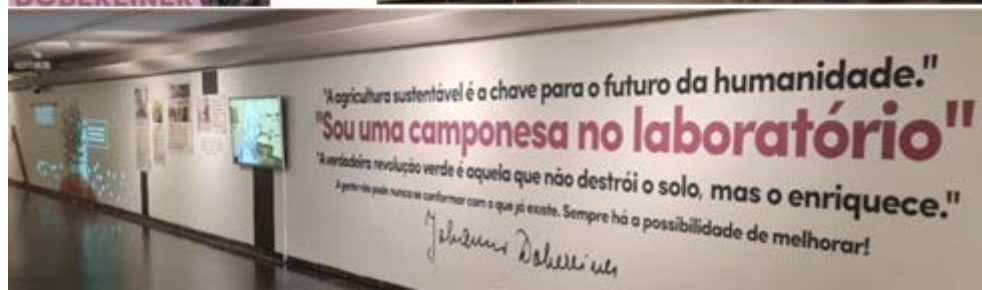 DOBEREINER
"A agricultura sustentável é a chave para o futuro da humanidade."
"Sou uma camponesa no laboratório"
"A verdadeira revolução verde é aquela que não destrói o solo, mas o enriquece."
A gente não pode nunca se conformar com o que já existe. Sempre há a possibilidade de melhorar!
Johanna Dobereiner